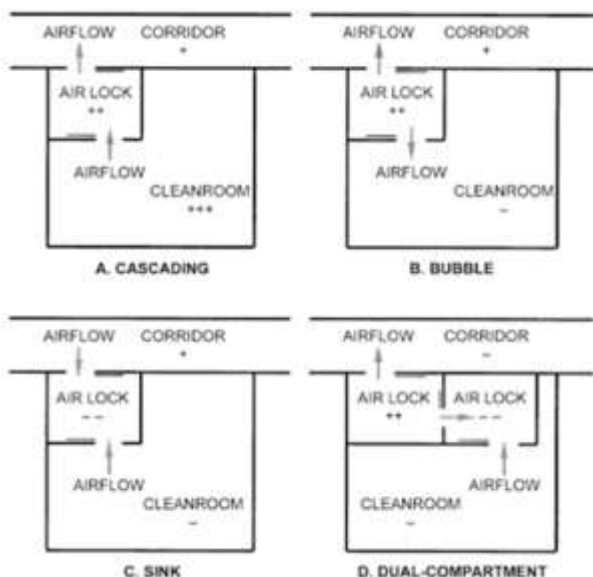 AIRFLOW CORRIDOR
+
AIR LOCK
++
AIRFLOW
CLEANROOM
+++
A. CASCADING
AIRFLOW CORRIDOR
+
AIR LOCK
++
AIRFLOW
CLEANROOM
–
B. BUBBLE
AIRFLOW CORRIDOR
+
AIR LOCK
– –
AIRFLOW
CLEANROOM
–
C. SINK
AIRFLOW CORRIDOR
–
AIR LOCK AIR LOCK
++ – –
CLEANROOM AIRFLOW
–
D. DUAL-COMPARTMENT